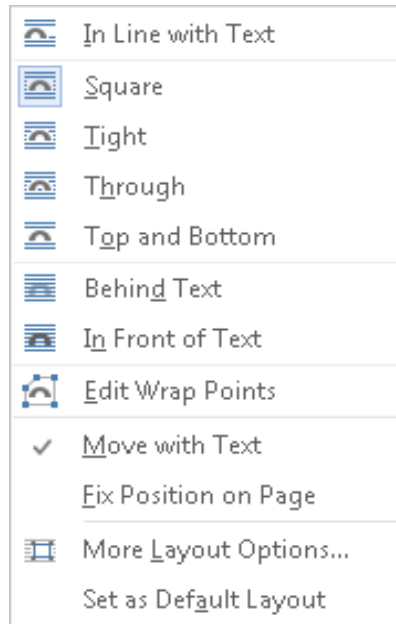 In Line with Text
Square
Tight
Through
Top and Bottom
Behind Text
In Front of Text
Edit Wrap Points
Move with Text
Fix Position on Page
More Layout Options...
Set as Default Layout